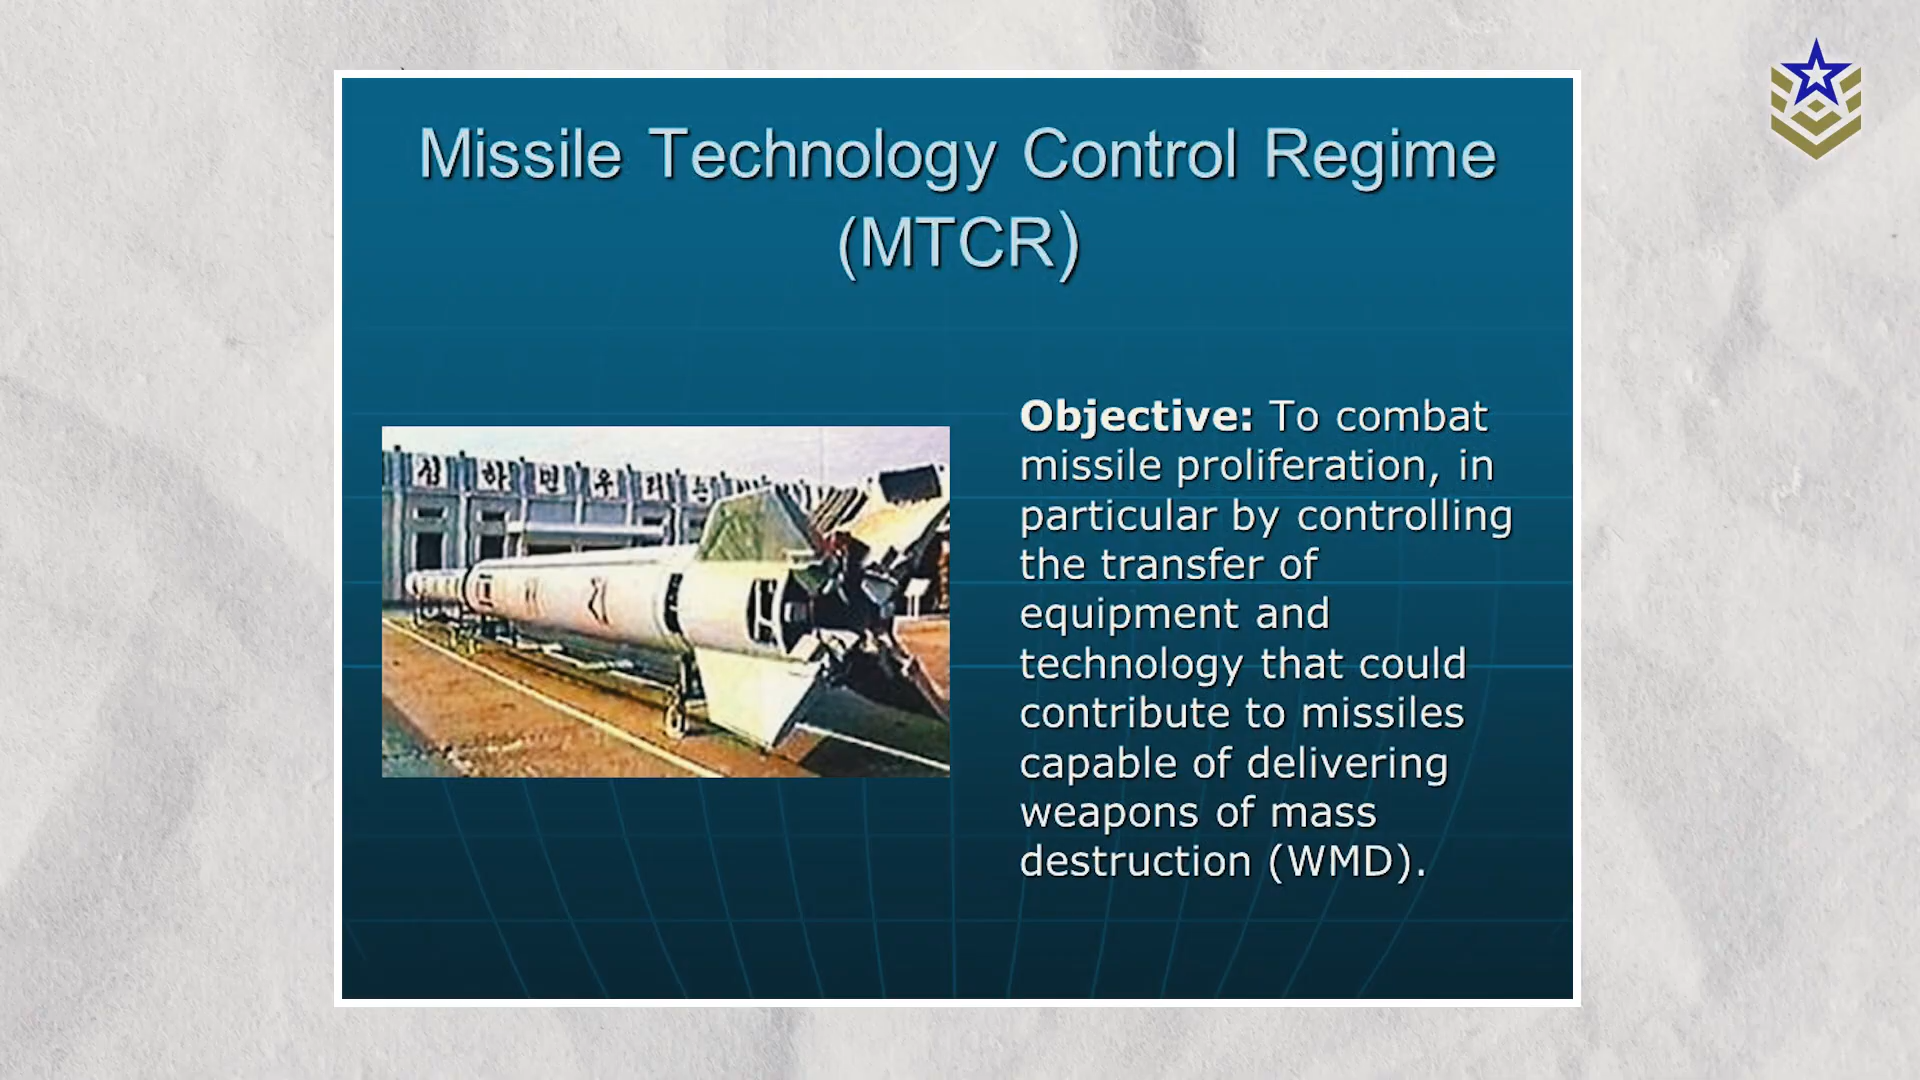 Missile Technology Control Regime
(MTCR)
Objective: To combat
missile proliferation, in
particular by controlling
the transfer of
equipment and
technology that could
contribute to missiles
capable of delivering
weapons of mass
destruction (WMD).